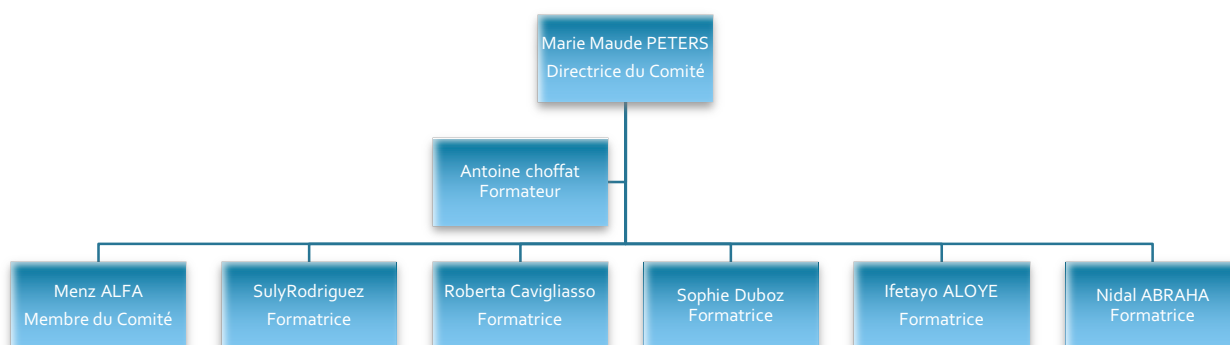 Marie Maude PETERS
Directrice du Comité
Antoine choffat
Formateur
Menz ALFA
Membre du Comité
SulyRodriguez
Formatrice
Roberta Cavigliasso
Formatrice
Sophie Duboz
Formatrice
Ifetayo ALOYE
Formatrice
Nidal ABRAHA
Formatrice